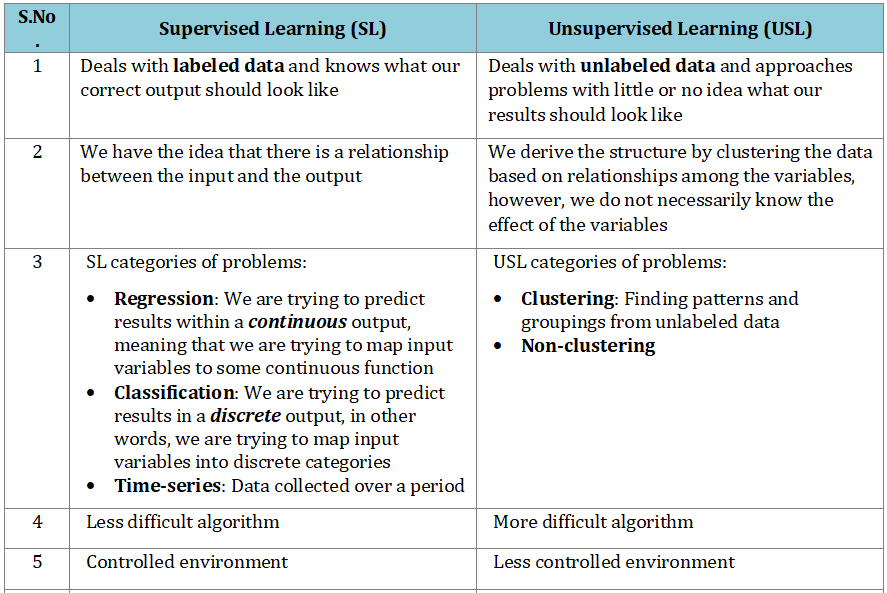 S.No
.
Supervised Learning (SL)
Unsupervised Learning (USL)
1
Deals with labeled data and knows what our
correct output should look like
Deals with unlabeled data and approaches
problems with little or no idea what our
results should look like
2
We have the idea that there is a relationship
between the input and the output
We derive the structure by clustering the data
based on relationships among the variables,
however, we do not necessarily know the
effect of the variables
3
SL categories of problems:
• Regression: We are trying to predict
results within a continuous output,
meaning that we are trying to map input
variables to some continuous function
• Classification: We are trying to predict
results in a discrete output, in other
words, we are trying to map input
variables into discrete categories
• Time-series: Data collected over a period
USL categories of problems:
• Clustering: Finding patterns and
groupings from unlabeled data
• Non-clustering
4
Less difficult algorithm
More difficult algorithm
5
Controlled environment
Less controlled environment